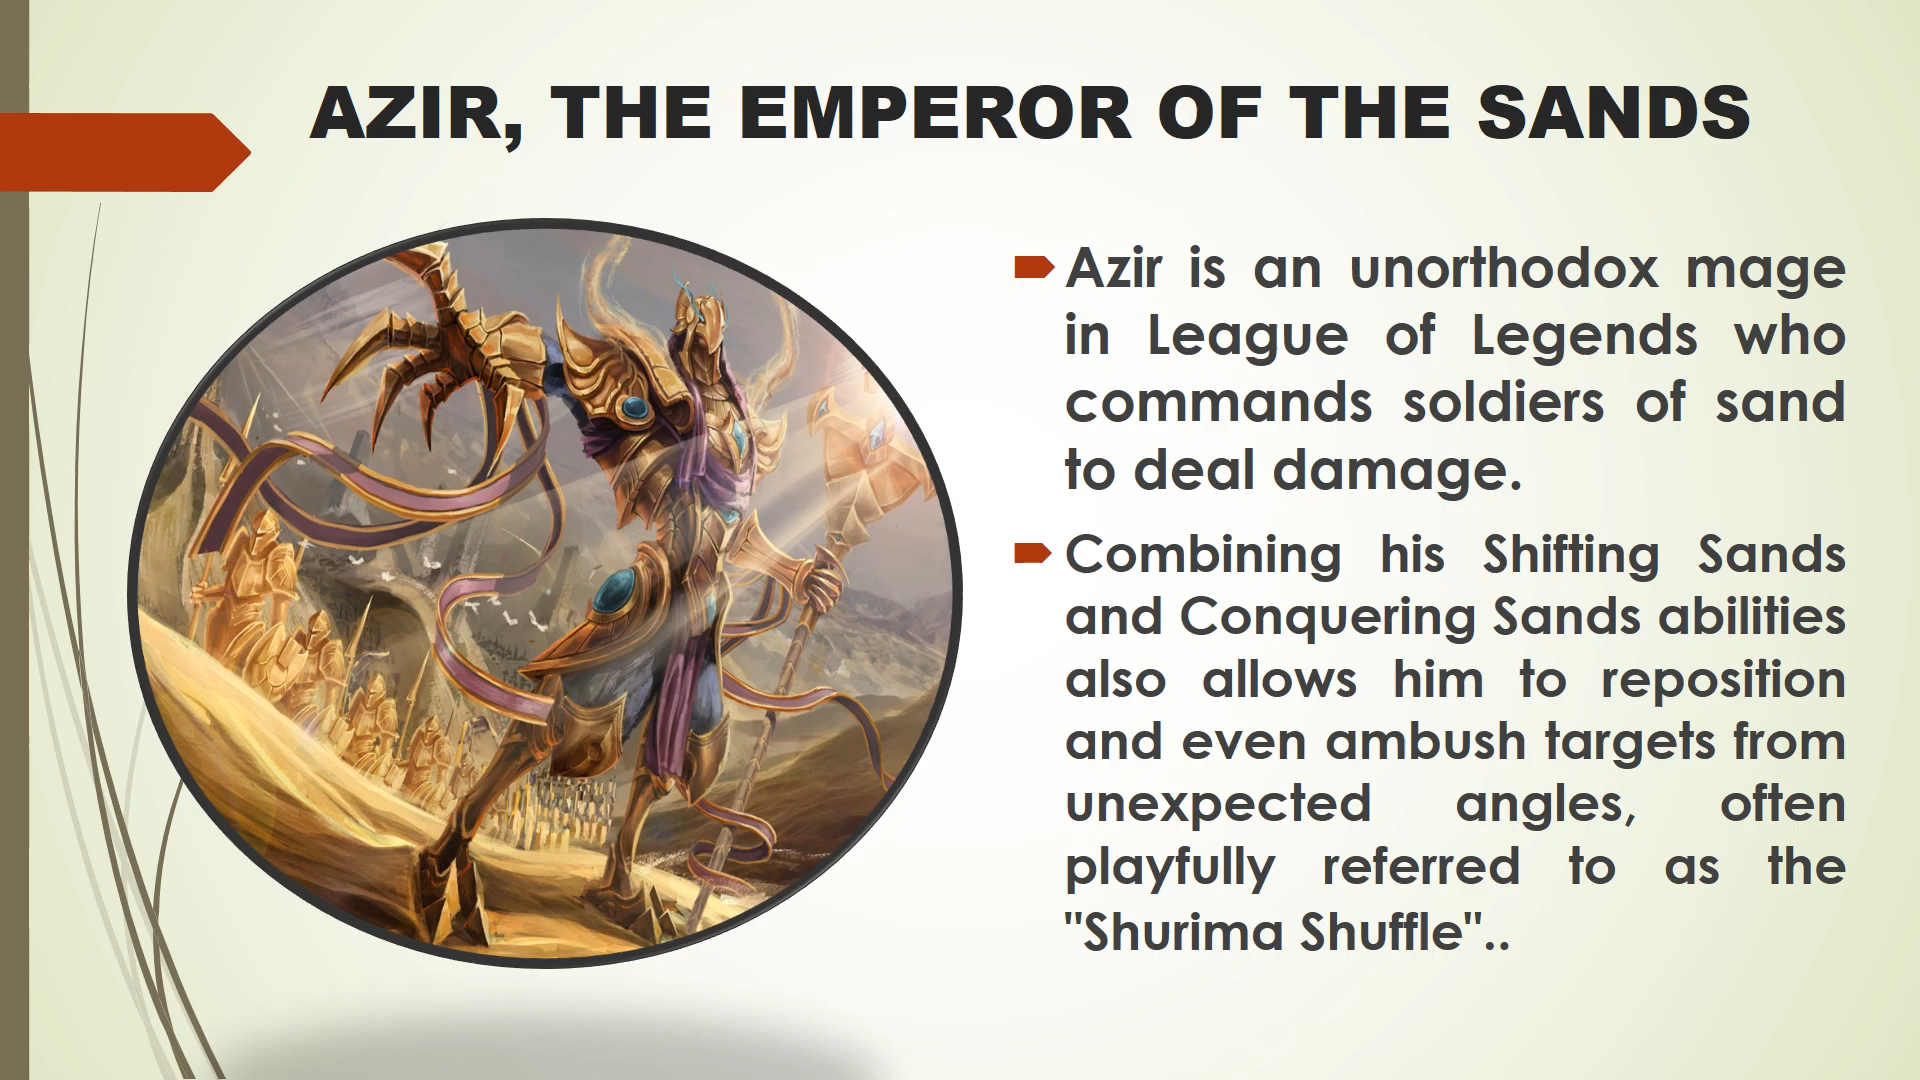 AZIR, THE EMPEROR OF THE SANDS
Azir is an unorthodox mage
in League of Legends who
commands soldiers of sand
to deal damage.
Combining his Shifting Sands
and Conquering Sands abilities
also allows him to reposition
and even ambush targets from
unexpected angles, often
playfully referred to as the
"Shurima Shuffle"..